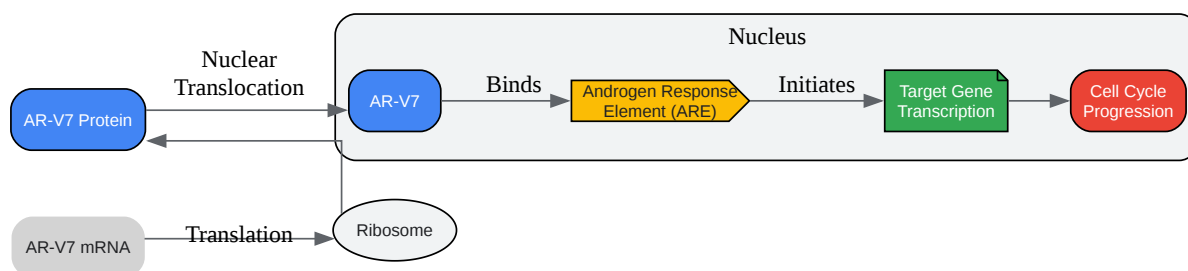 Nucleus
Nuclear
Translocation
AR-V7 Protein
AR-V7
Binds
Androgen Response
Element (ARE)
Initiates
Target Gene
Transcription
Cell Cycle
Progression
AR-V7 mRNA
Translation
Ribosome